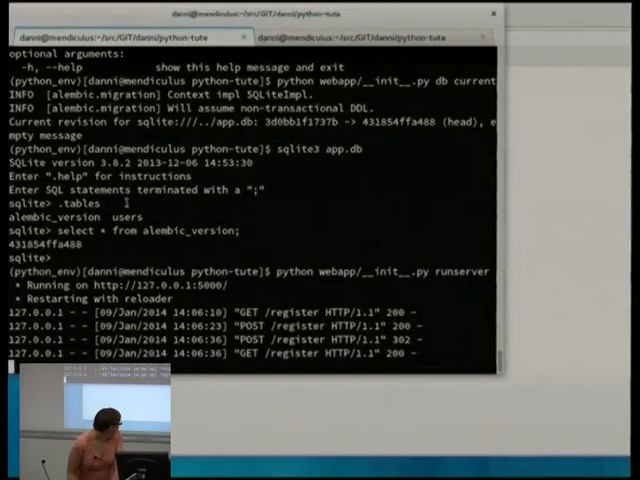 danni@mendiculus:~/src/GIT/danni/python-tute
danni@mendiculus:~/src/GIT/danni/python-tute
danni@mendiculus:~/src/GIT/danni/python-tute
optional arguments:
-h, --help show this help message and exit
(python_env)[danni@mendiculus python-tute]$ python webapp/__init__.py db current
INFO [alembic.migration] Context impl SQLiteImpl.
INFO [alembic.migration] Will assume non-transactional DDL.
Current revision for sqlite:///../app.db: 3d0bb1f1737b -> 431854ffa488 (head), e
mpty message
(python_env)[danni@mendiculus python-tute]$ sqlite3 app.db
SQLite version 3.8.2 2013-12-06 14:53:30
Enter ".help" for instructions
Enter SQL statements terminated with a ";"
sqlite> .tables
alembic_version users
sqlite> select * from alembic_version;
431854ffa488
sqlite>
(python_env)[danni@mendiculus python-tute]$ python webapp/__init__.py runserver
* Running on http://127.0.0.1:5000/
* Restarting with reloader
127.0.0.1 - - [09/Jan/2014 14:06:10] "GET /register HTTP/1.1" 200 -
127.0.0.1 - - [09/Jan/2014 14:06:23] "POST /register HTTP/1.1" 200 -
127.0.0.1 - - [09/Jan/2014 14:06:36] "POST /register HTTP/1.1" 302 -
127.0.0.1 - - [09/Jan/2014 14:06:36] "GET /register HTTP/1.1" 200 -